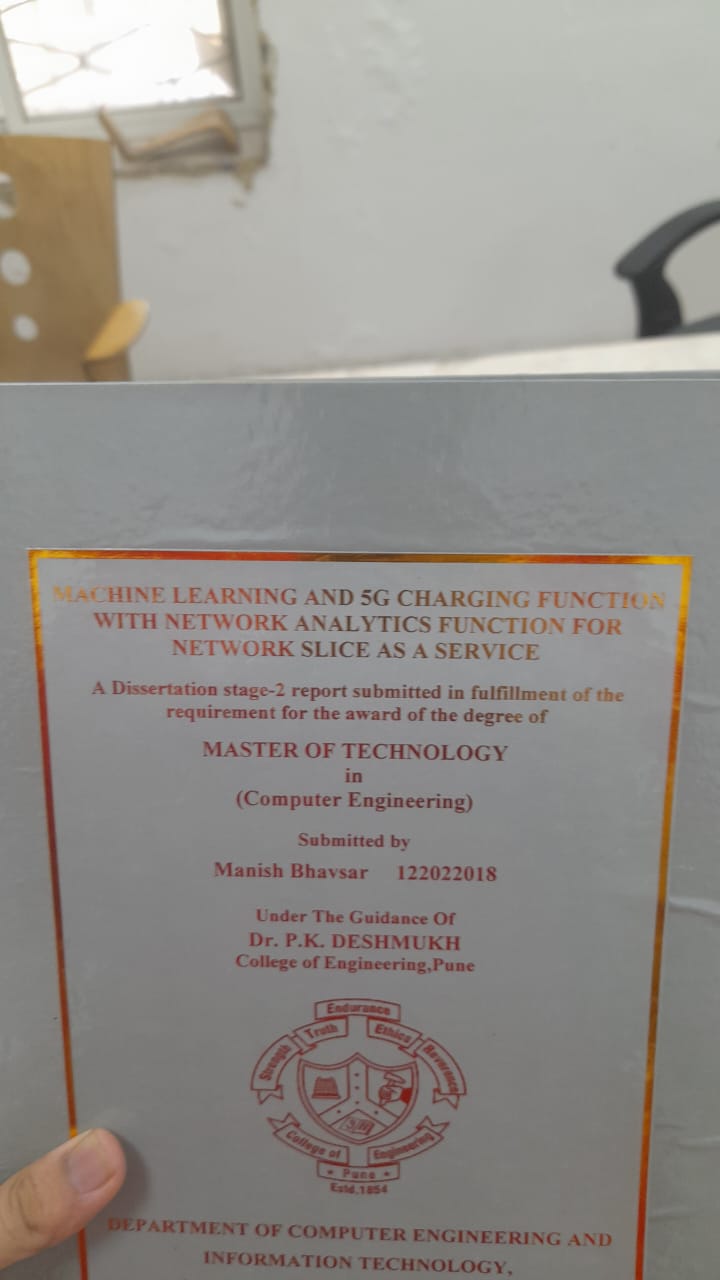 MACHINE LEARNING AND 5G CHARGING FUNCTION
WITH NETWORK ANALYTICS FUNCTION FOR
NETWORK SLICE AS A SERVICE
A Dissertation stage-2 report submitted in fulfillment of the
requirement for the award of the degree of
MASTER OF TECHNOLOGY
in
(Computer Engineering)
Submitted by
Manish Bhavsar 122022018
Under The Guidance Of
Dr. P.K. DESHMUKH
College of Engineering,Pune
Endurance
Truth Ethics
Strength Reverence
College of Engineering
* Pune *
Estd.1854
DEPARTMENT OF COMPUTER ENGINEERING AND
INFORMATION TECHNOLOGY,